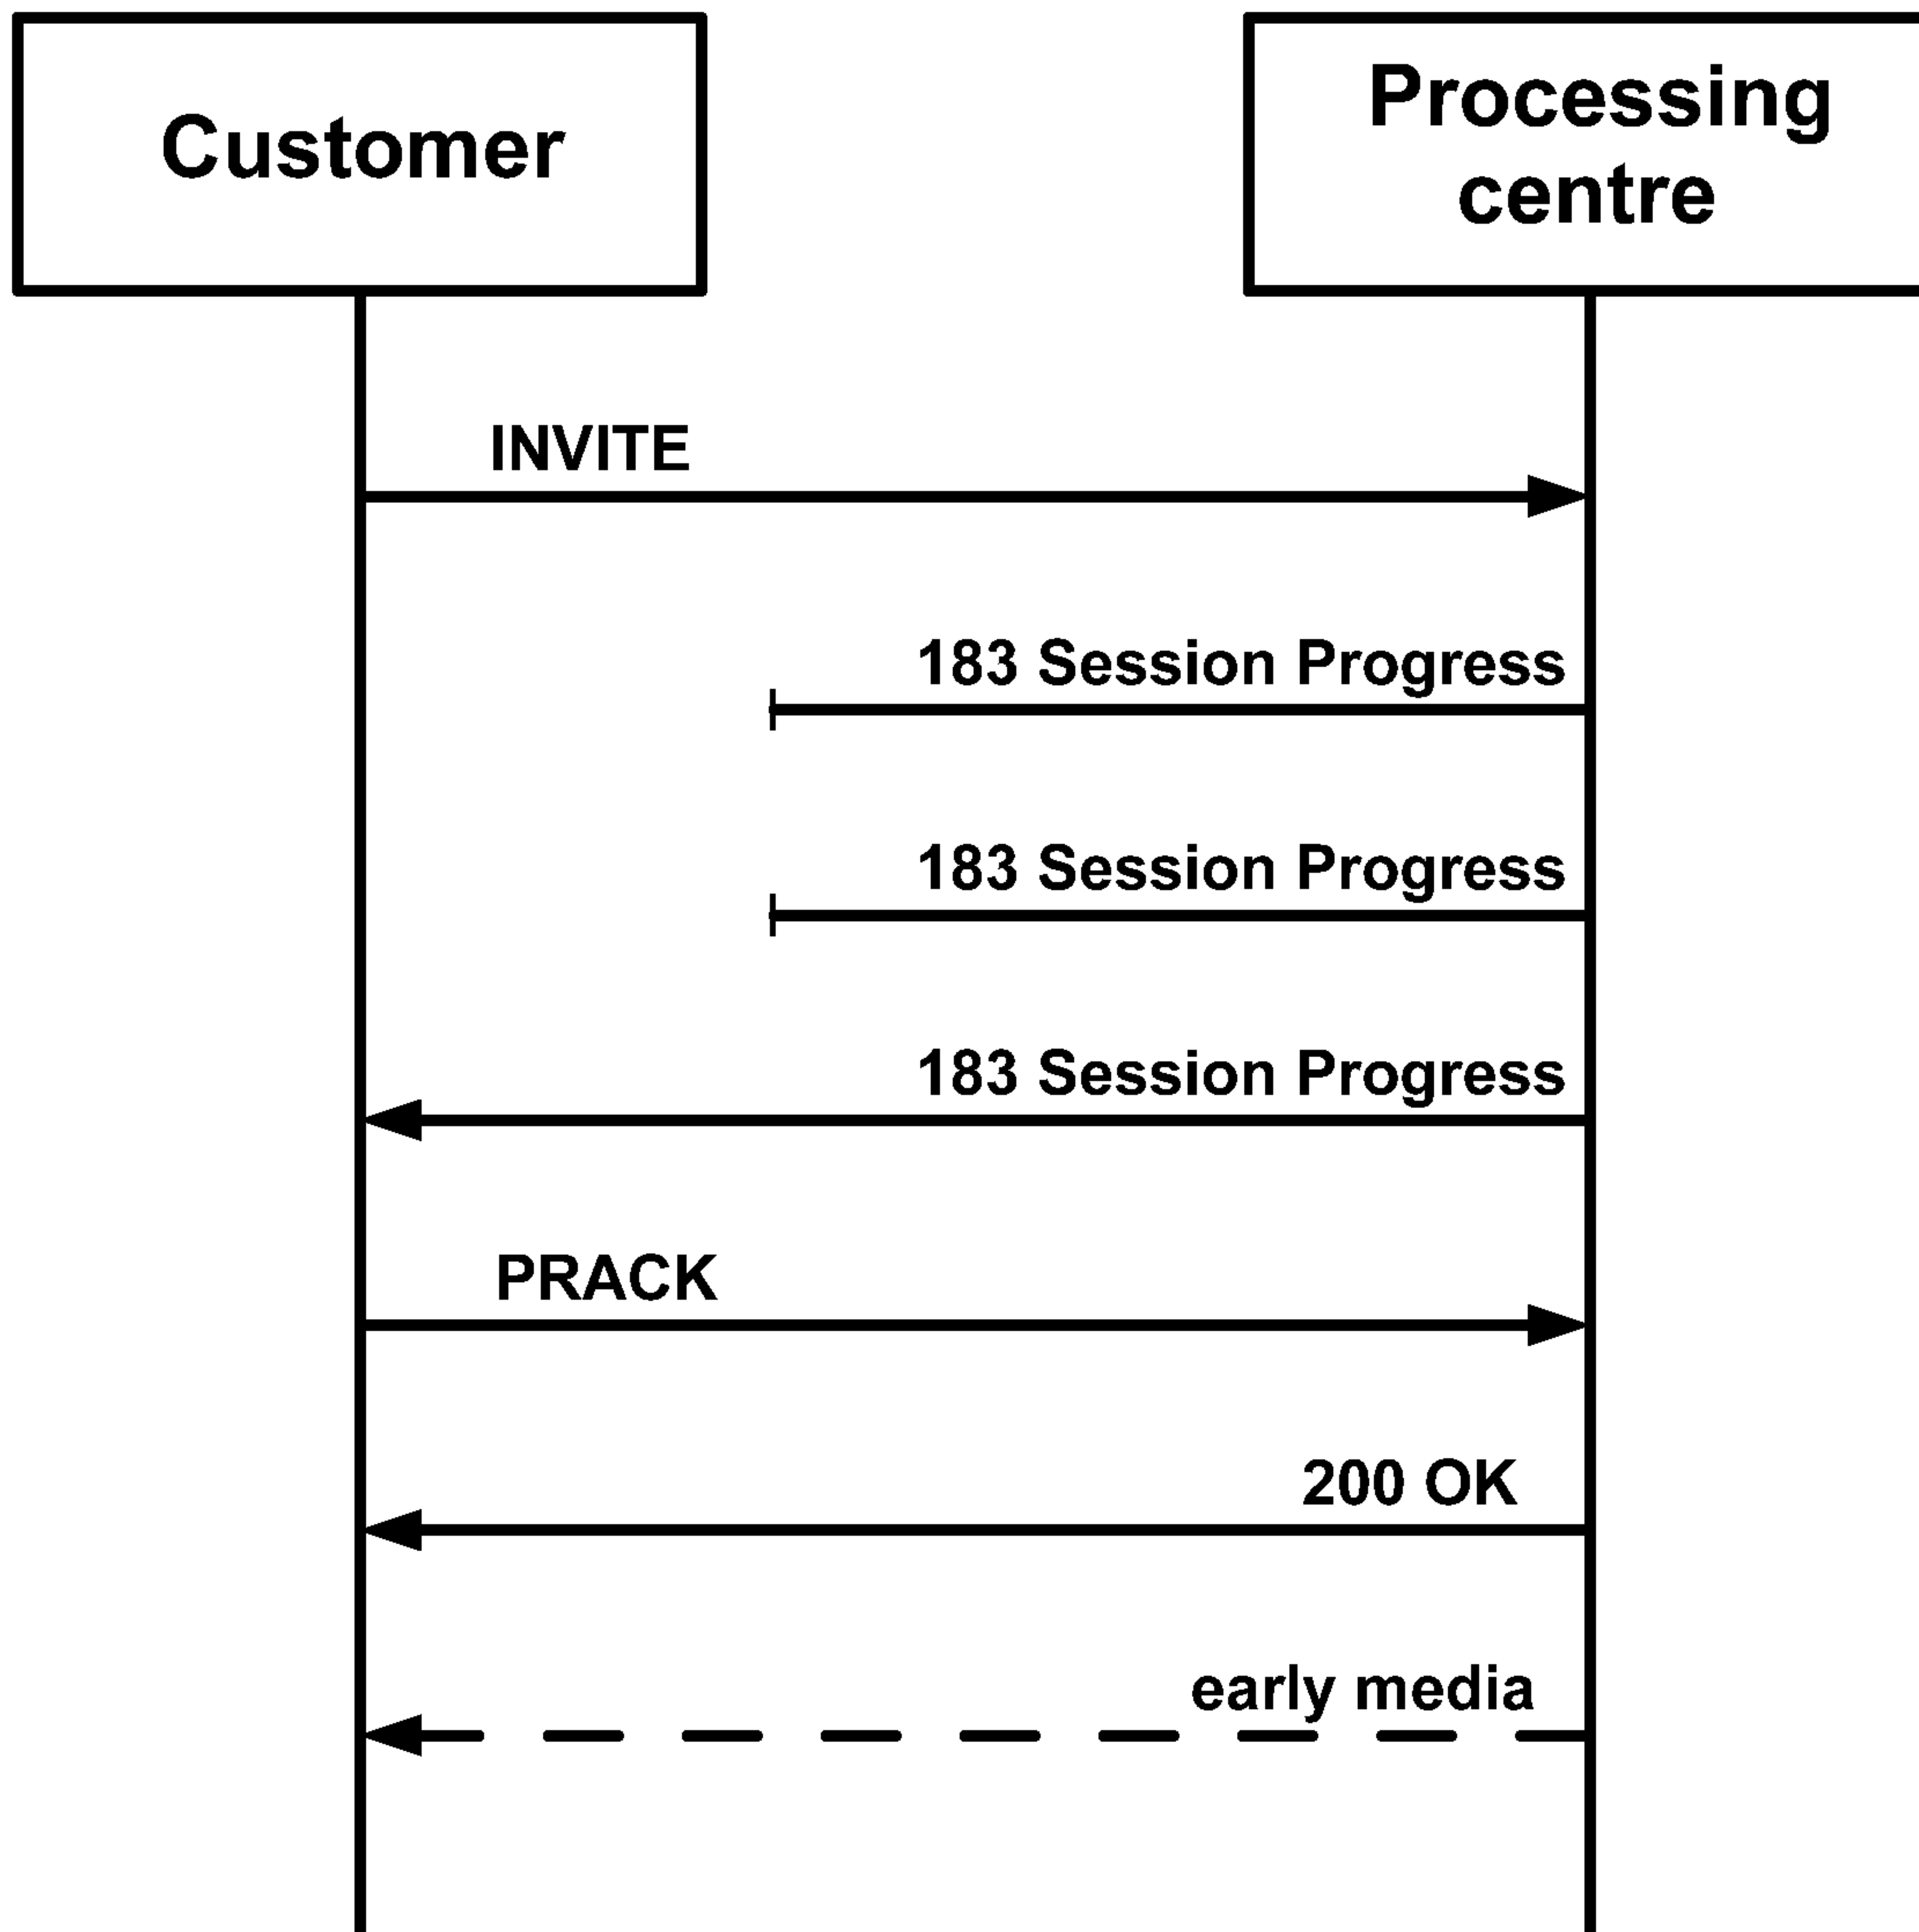 Customer
Processing
centre
INVITE
183 Session Progress
183 Session Progress
183 Session Progress
PRACK
200 OK
early media